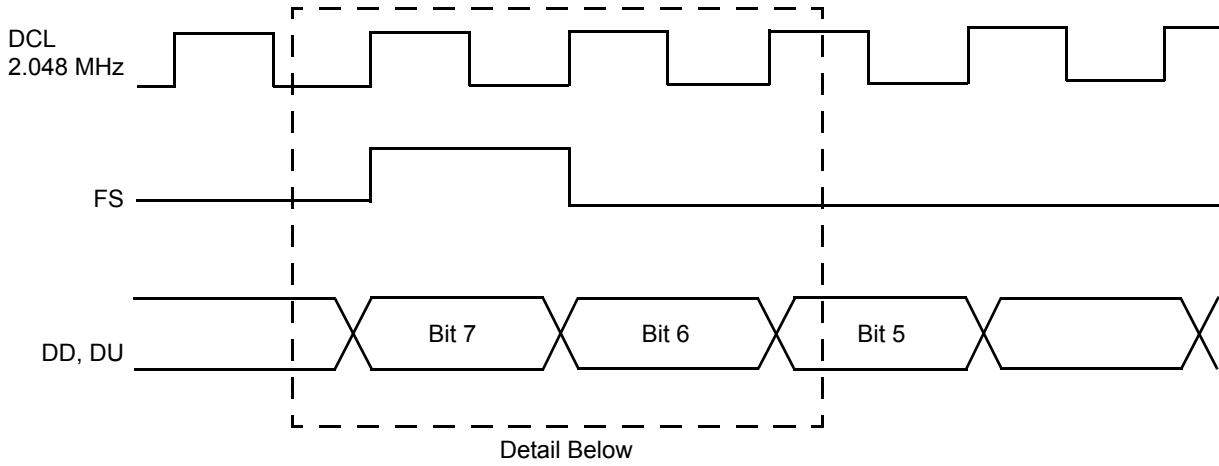 DCL
2.048 MHz
FS
DD, DU
Bit 7
Bit 6
Bit 5
Detail Below